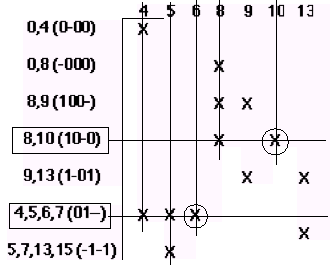 4 5 6 8 9 10 13
0,4 (0-00) X
0,8 (-000) X
8,9 (100-) X X
8,10 (10-0) X X
9,13 (1-01) X X
4,5,6,7 (01--) X X X
5,7,13,15 (-1-1) X X